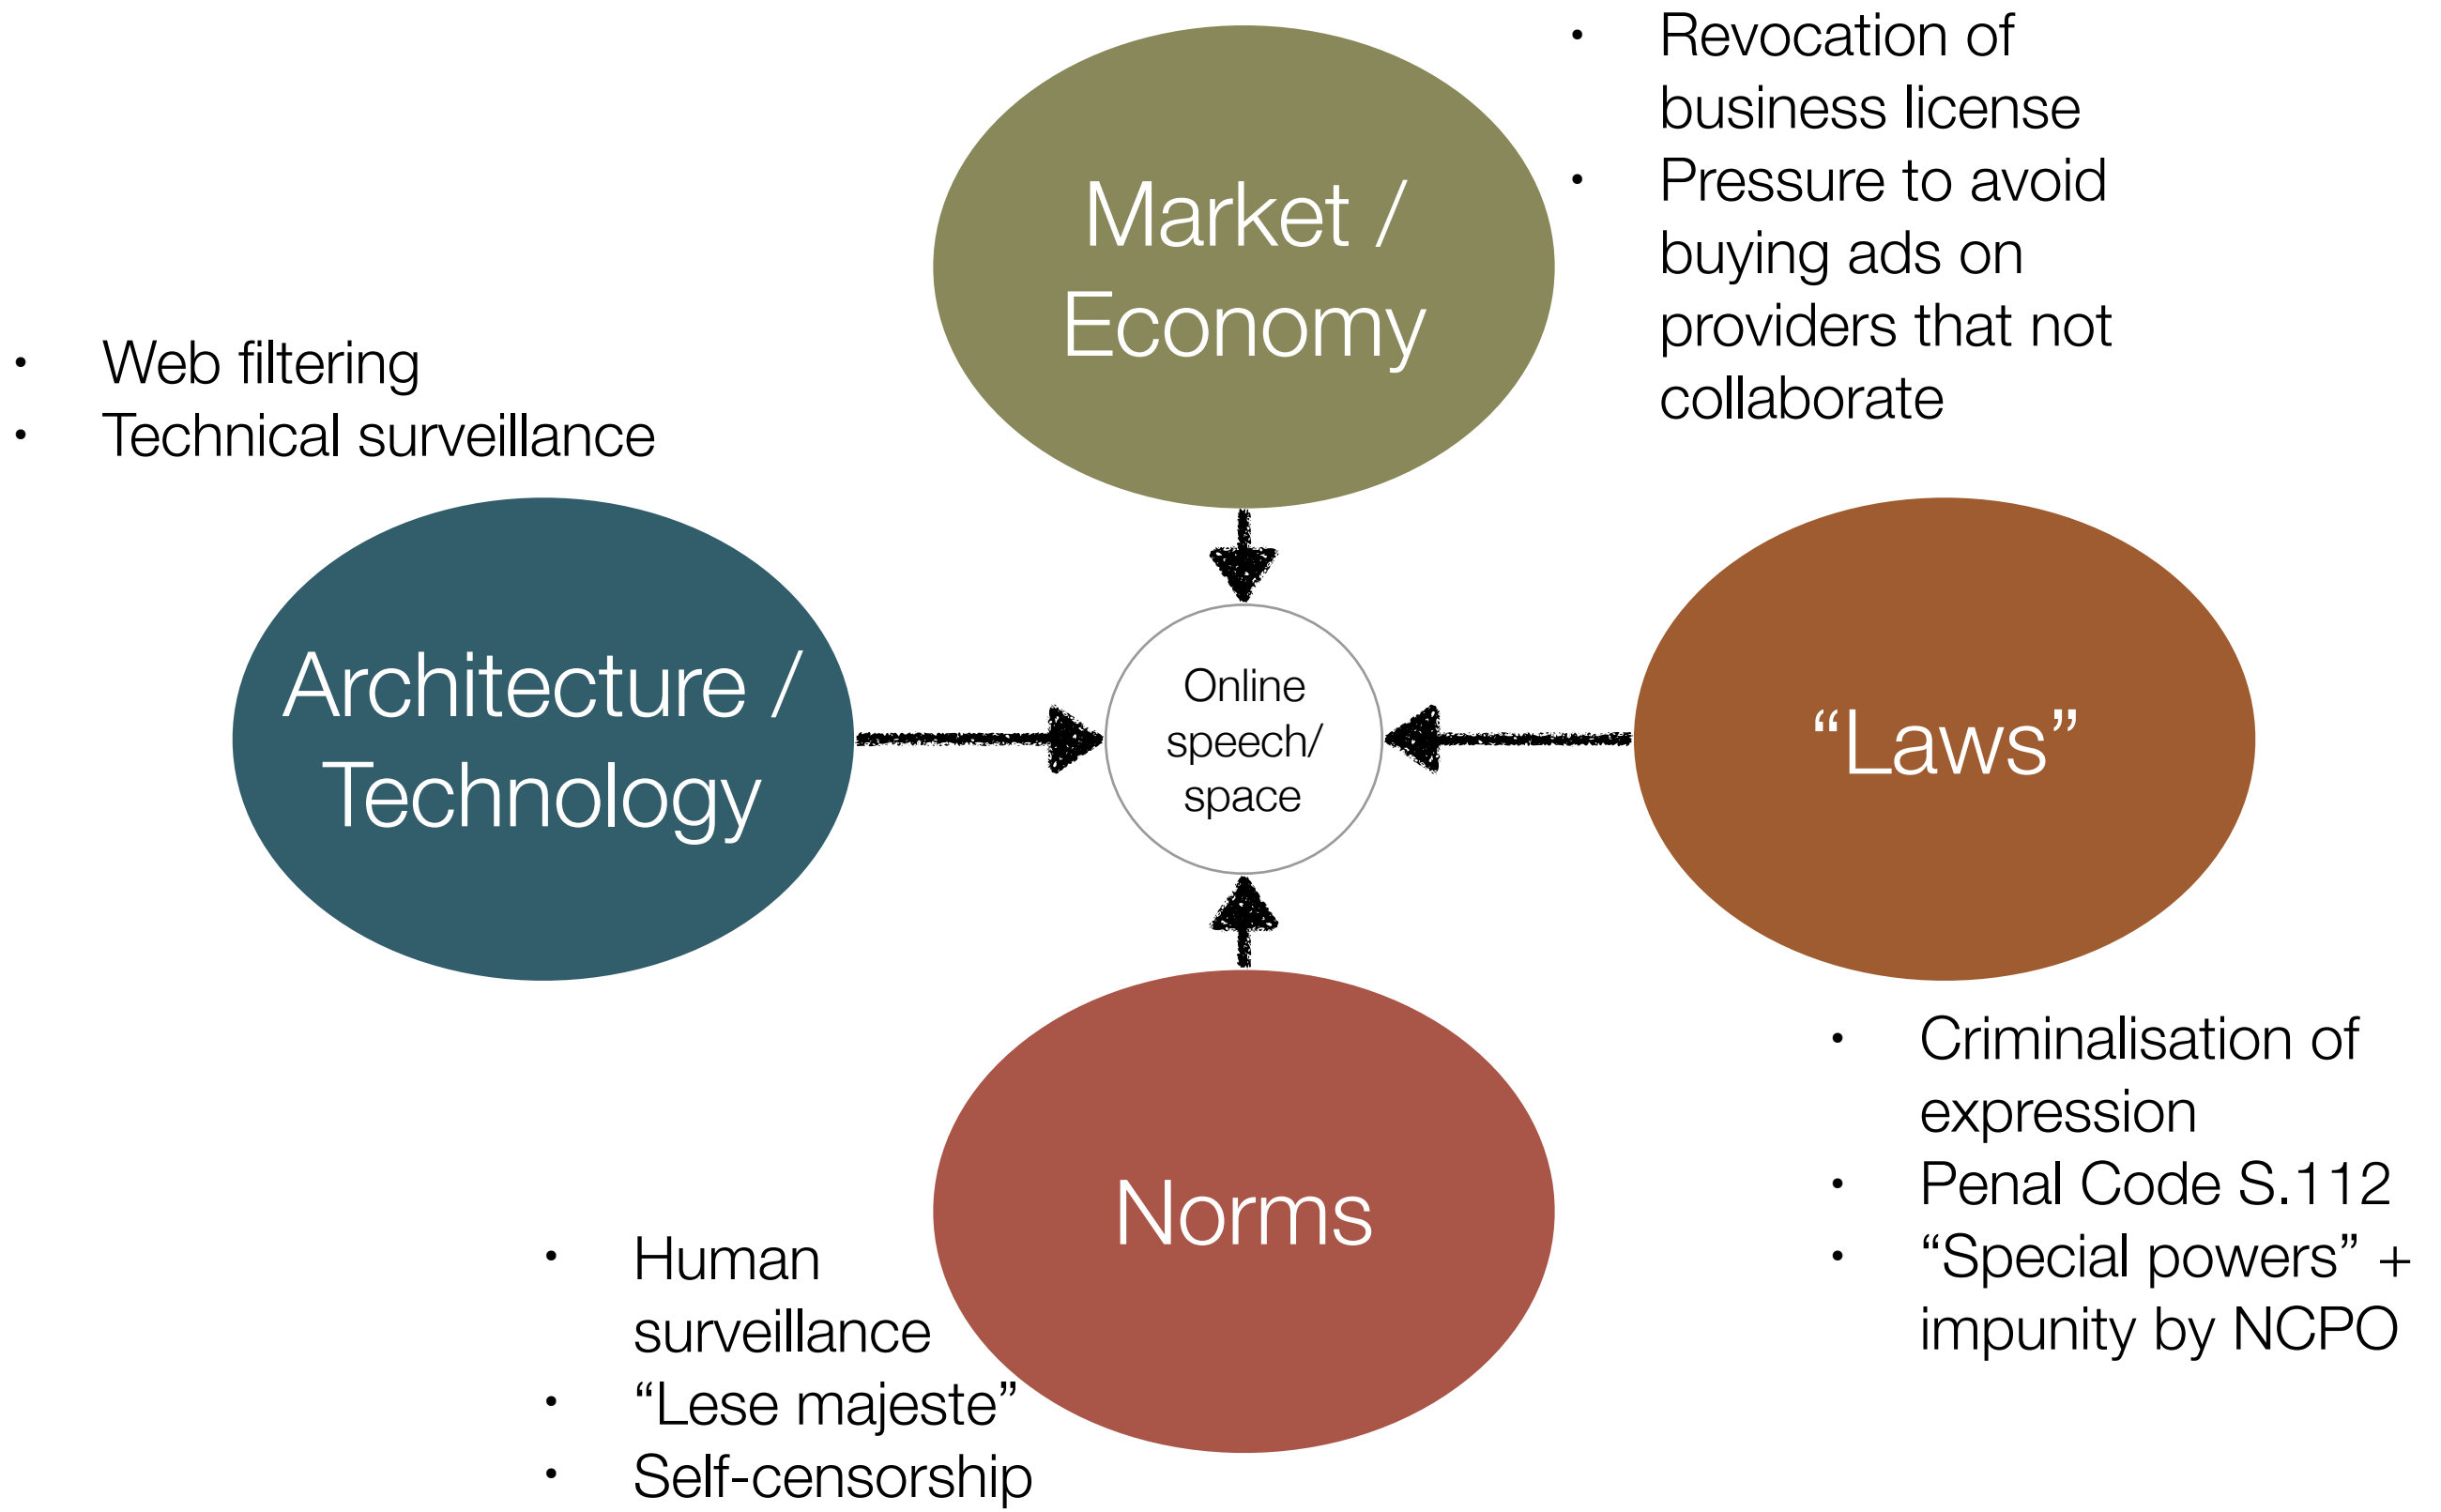 • Revocation of
business license
• Pressure to avoid
buying ads on
providers that not
collaborate
Market /
Economy
• Web filtering
• Technical surveillance
Architecture /
Technology
Online
speech/
space
“Laws”
• Criminalisation of
expression
• Penal Code S.112
• “Special powers” +
impunity by NCPO
Norms
• Human
surveillance
• “Lese majeste”
• Self-censorship